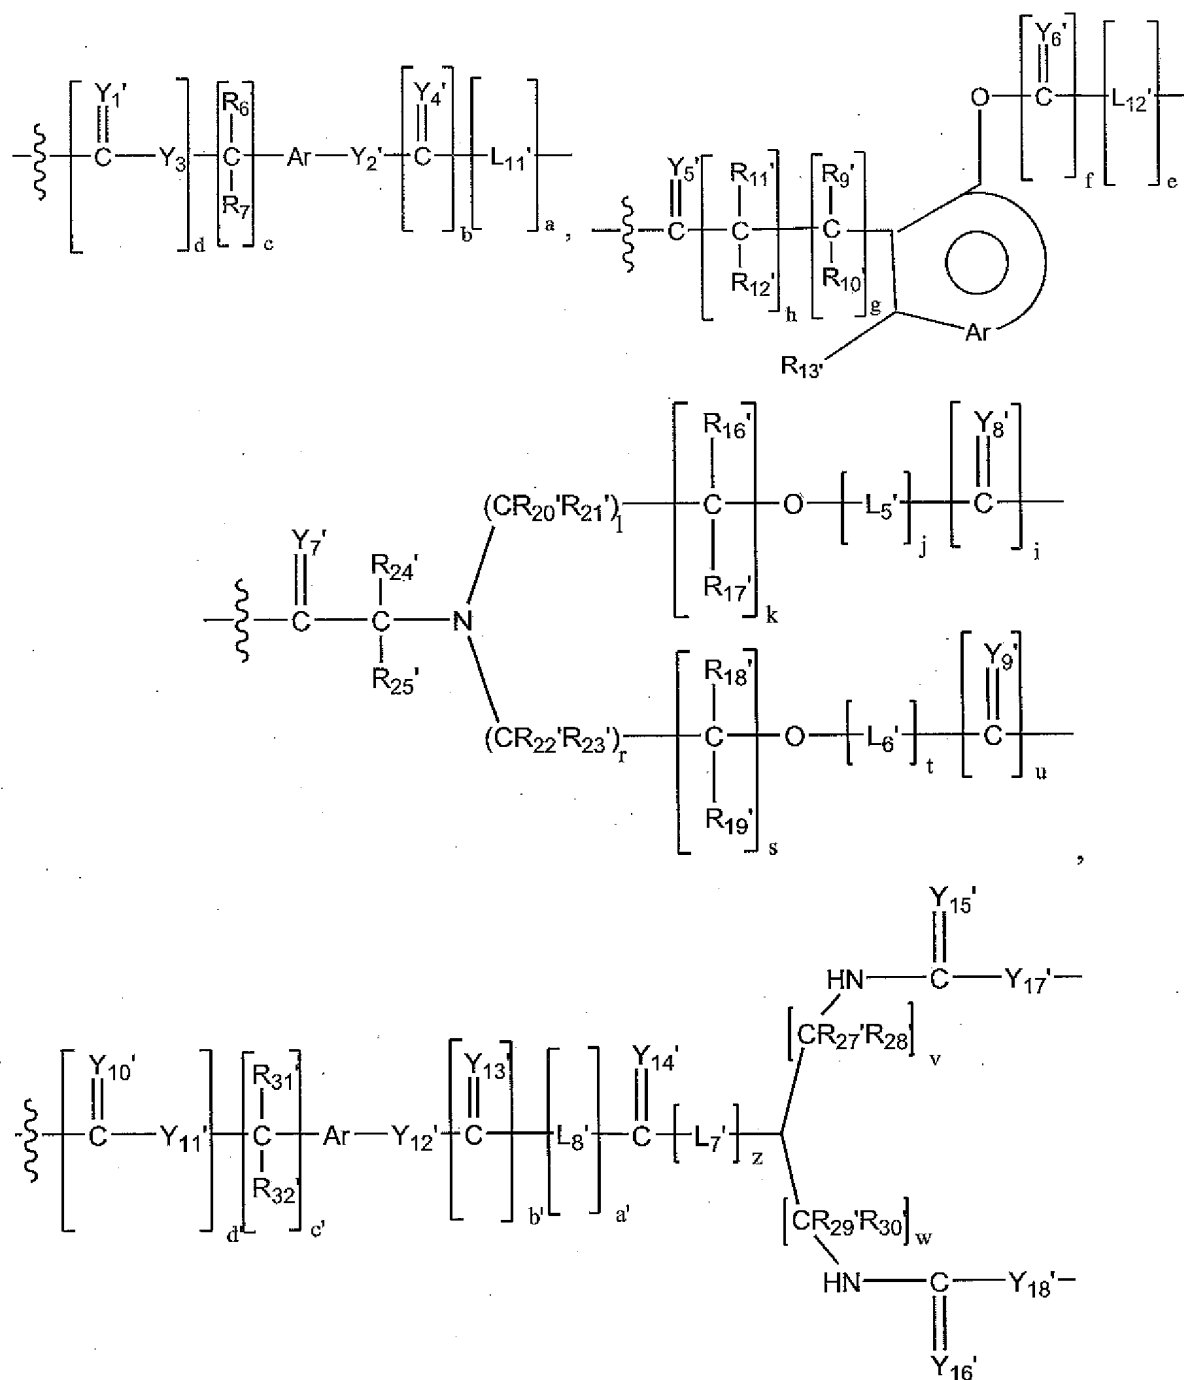 Y6'
Y1' R6 Y4' O C L12'
C Y3 C Ar Y2' C L11' f e
R7 Y5' R11' R9'
d c b a , C C C
R12' R10'
h g Ar
R13'
R16' Y8'
(CR20'R21')l C O L5' C
Y7' R24' j i
R17' k
C C N
R25' R18' Y9'
(CR22'R23')r C O L6' C
t u
R19' s
,
Y15'
HN C Y17'
Y10' R31' Y13' Y14' [CR27'R28']v
C Y11' C Ar Y12' C L8' C L7' z
R32' b' a'
d' c' [CR29'R30']w
HN C Y18'
Y16'